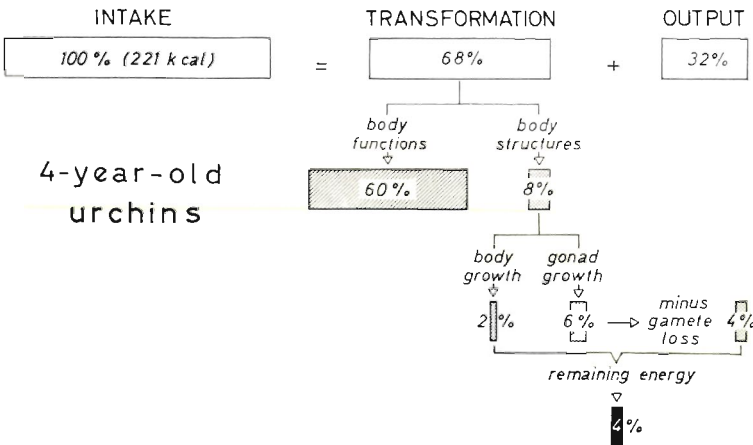 INTAKE TRANSFORMATION OUTPUT
100% (221 kcal) = 68% + 32%
body functions
body structures
4-year-old
urchins
60%
8%
body growth
gonad growth
2%
6%
minus
gamete
loss
4%
remaining energy
4%